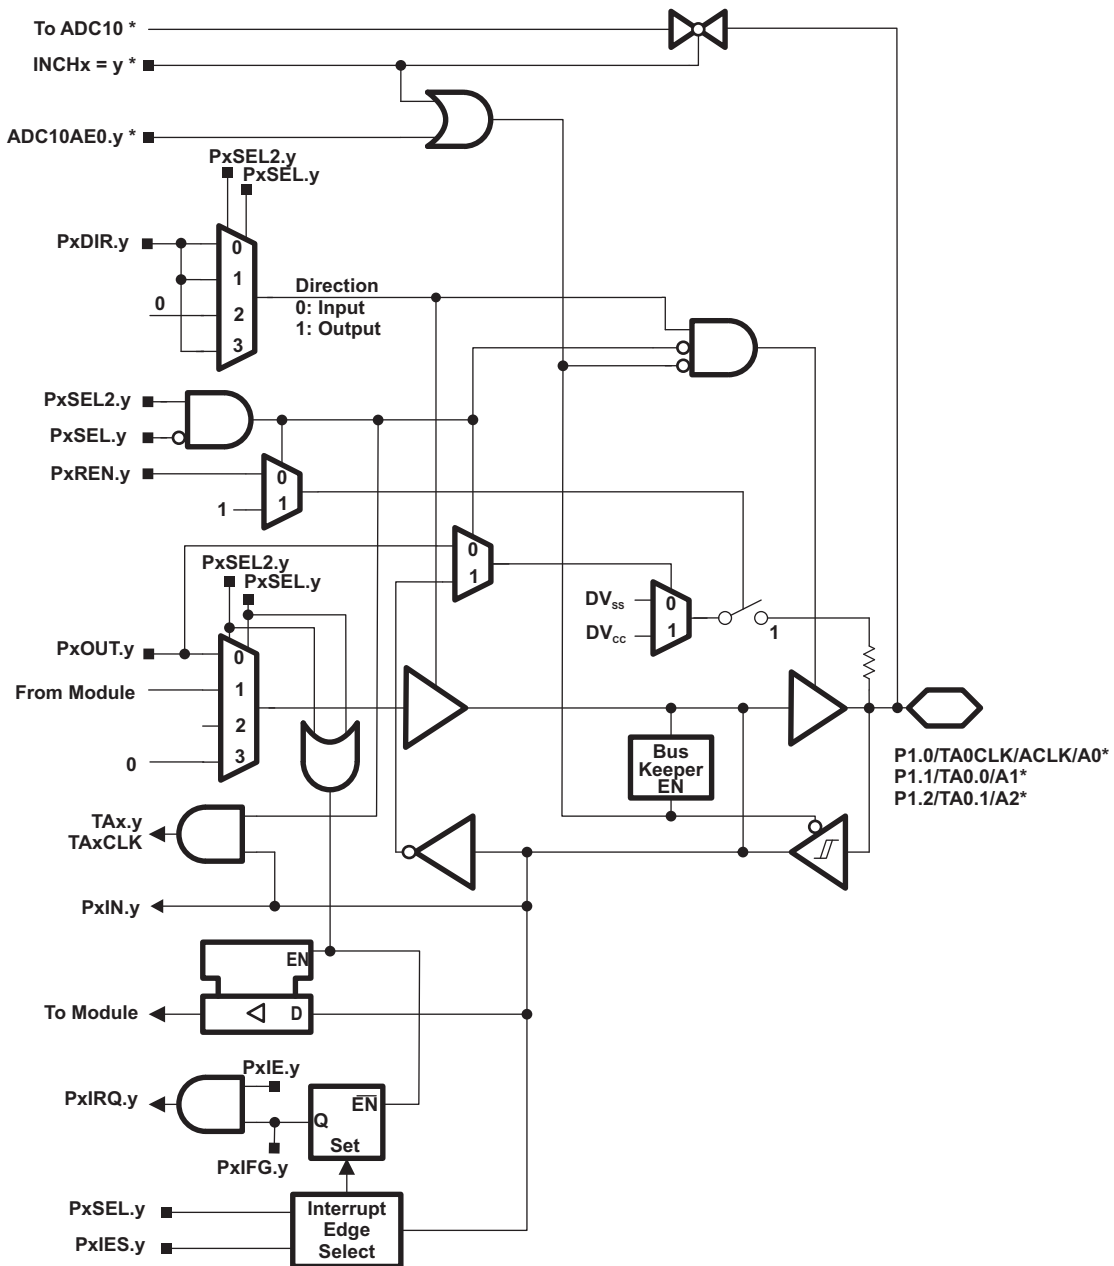 To ADC10 *
INCHx = y *
ADC10AE0.y *
PxSEL2.y
PxSEL.y
PxDIR.y
0
1
0
2
3
Direction
0: Input
1: Output
PxSEL2.y
PxSEL.y
PxREN.y
0
1
1
0
1
PxSEL2.y
PxSEL.y
DVSS
0
DVCC
1
1
PxOUT.y
0
From Module
1
2
0
3
Bus
Keeper
EN
P1.0/TA0CLK/ACLK/A0*
P1.1/TA0.0/A1*
P1.2/TA0.1/A2*
TAx.y
TAxCLK
PxIN.y
EN
To Module
D
PxIE.y
PxIRQ.y
EN
Q
Set
PxIFG.y
PxSEL.y
PxIES.y
Interrupt
Edge
Select